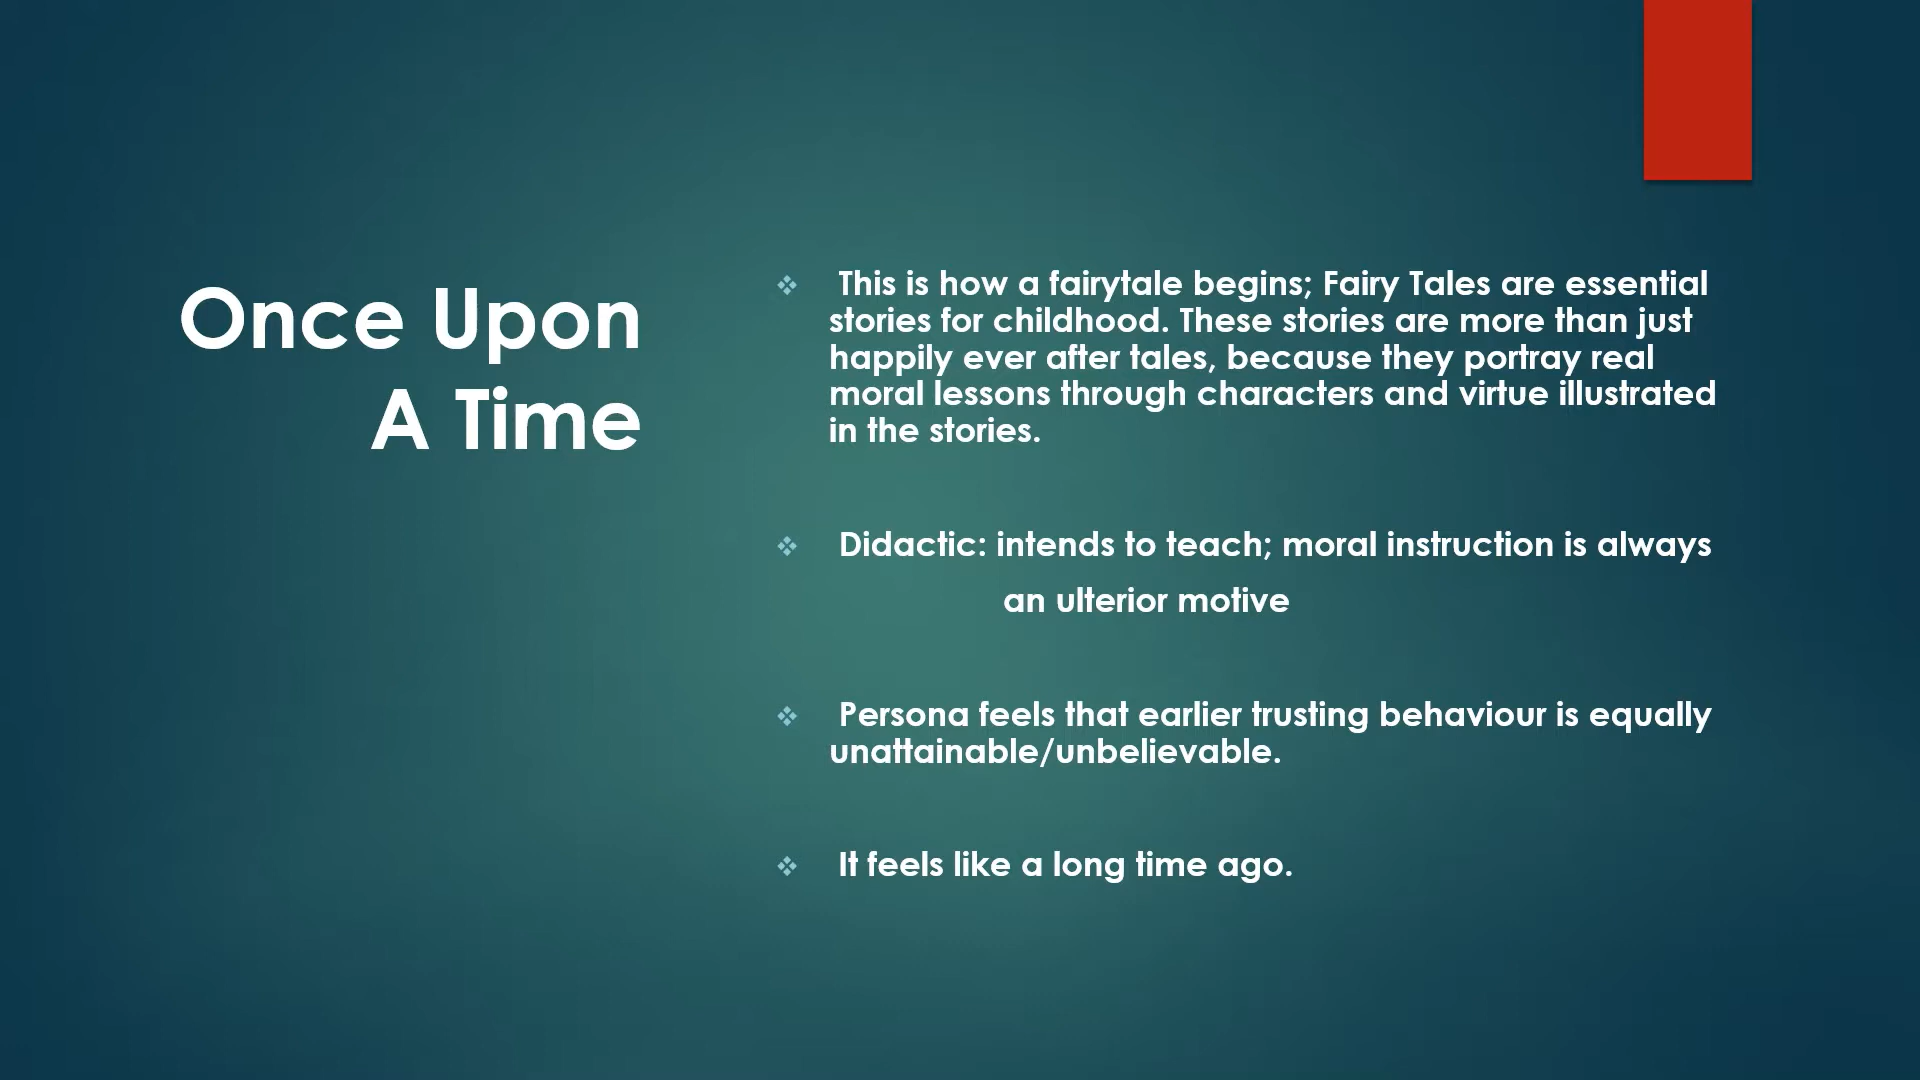 Once Upon
A Time
This is how a fairytale begins; Fairy Tales are essential
stories for childhood. These stories are more than just
happily ever after tales, because they portray real
moral lessons through characters and virtue illustrated
in the stories.
Didactic: intends to teach; moral instruction is always
an ulterior motive
Persona feels that earlier trusting behaviour is equally
unattainable/unbelievable.
It feels like a long time ago.